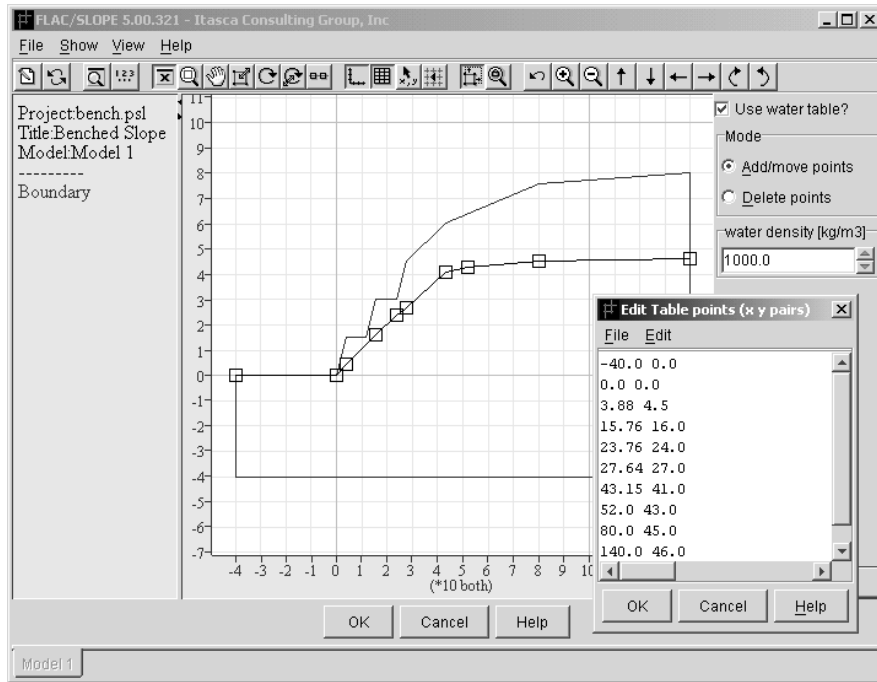 FLAC/SLOPE 5.00.321 - Itasca Consulting Group, Inc
File Show View Help
1.23
x,y
Project:bench.psl
Title:Benched Slope
Model:Model 1
----------
Boundary
11
10
9
8
7
6
5
4
3
2
1
0
-1
-2
-3
-4
-5
-6
-7
-4 -3 -2 -1 0 1 2 3 4 5 6 7 8 9 10
(*10 both)
Use water table?
Mode
Add/move points
Delete points
water density [kg/m3]
1000.0
Edit Table points (x y pairs)
File Edit
-40.0 0.0
0.0 0.0
3.88 4.5
15.76 16.0
23.76 24.0
27.64 27.0
43.15 41.0
52.0 43.0
80.0 45.0
140.0 46.0
OK Cancel Help
OK Cancel Help
Model 1